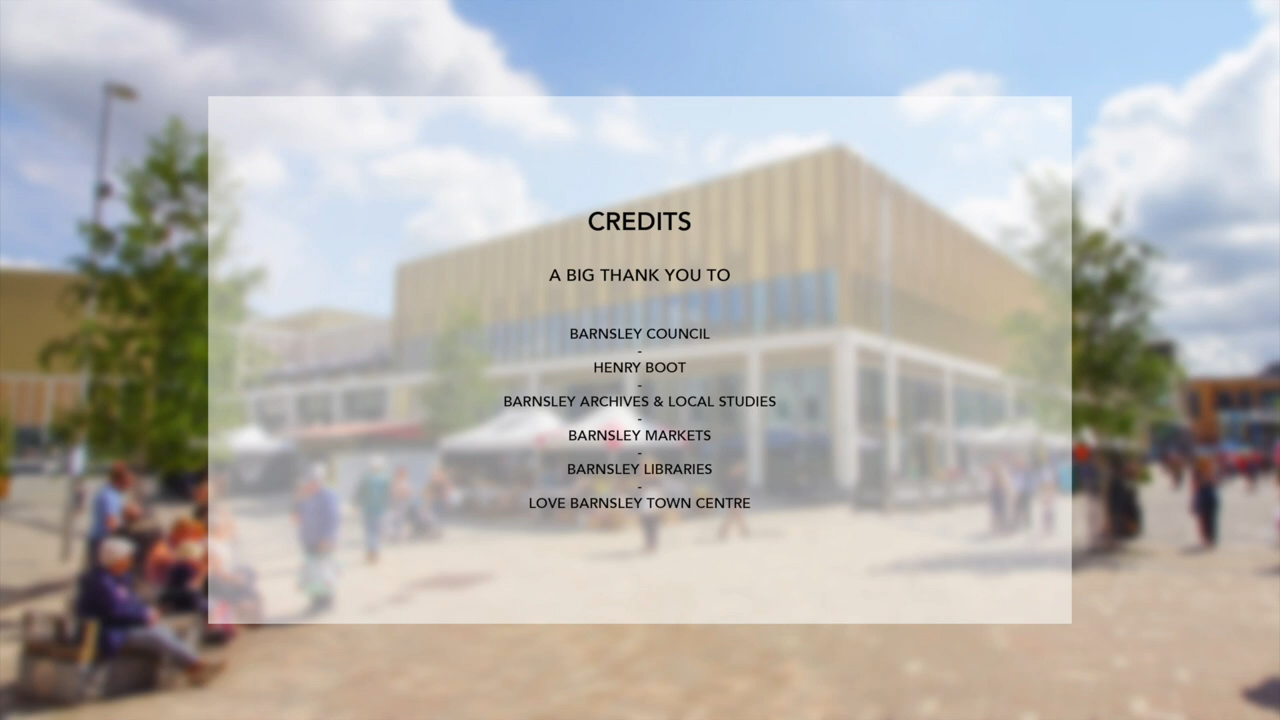 CREDITS
A BIG THANK YOU TO
BARNSLEY COUNCIL
-
HENRY BOOT
-
BARNSLEY ARCHIVES & LOCAL STUDIES
-
BARNSLEY MARKETS
-
BARNSLEY LIBRARIES
-
LOVE BARNSLEY TOWN CENTRE